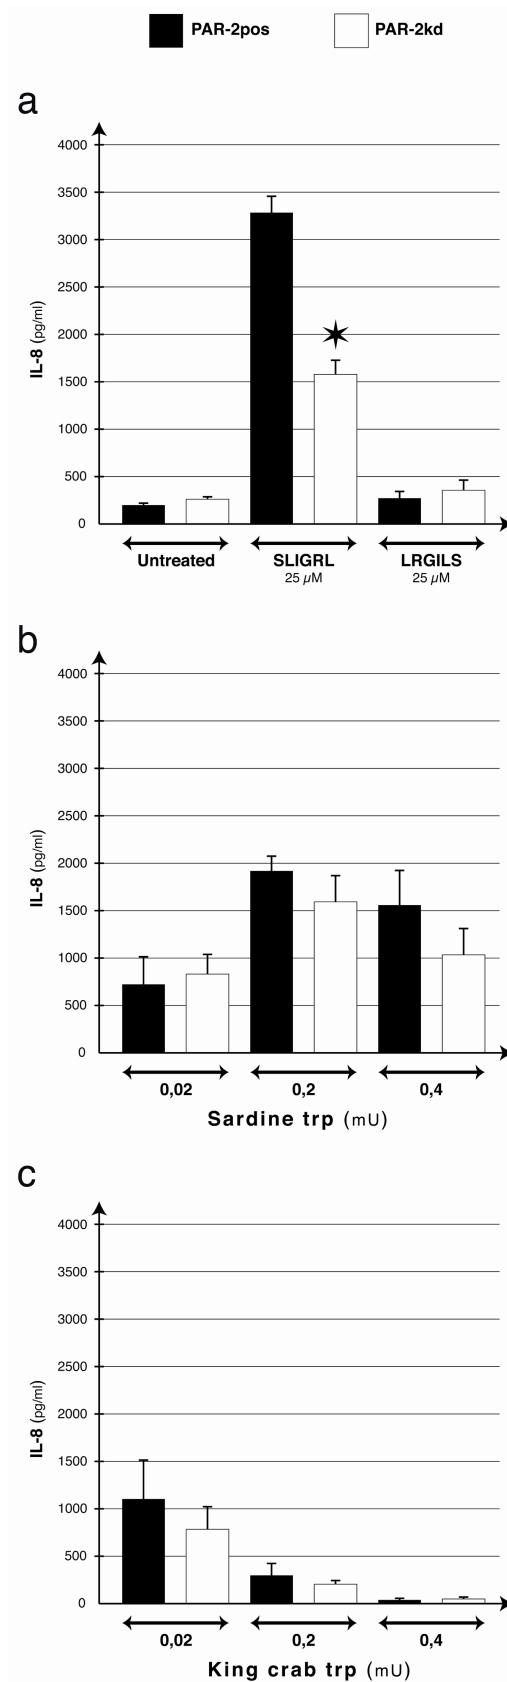 PAR-2pos PAR-2kd
a
4000
3500
3000
2500
2000
1500
1000
500
0
IL-8 (pg/ml)
Untreated SLIGRL LRGILS
25 µM 25 µM
b
4000
3500
3000
2500
2000
1500
1000
500
0
IL-8 (pg/ml)
0,02 0,2 0,4
Sardine trp (mU)
c
4000
3500
3000
2500
2000
1500
1000
500
0
IL-8 (pg/ml)
0,02 0,2 0,4
King crab trp (mU)